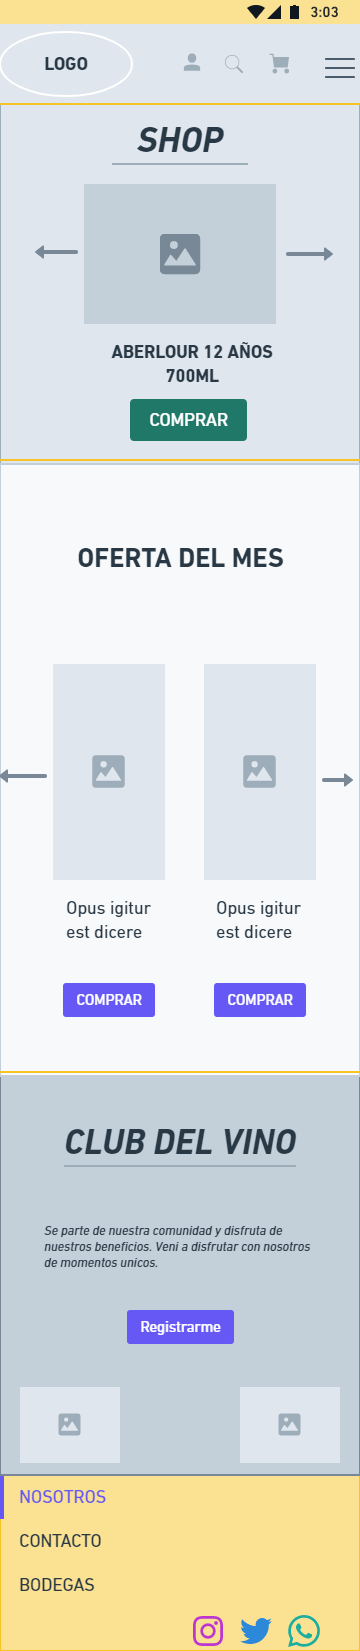 3:03
LOGO
SHOP
ABERLOUR 12 AÑOS
700ML
COMPRAR
OFERTA DEL MES
Opus igitur
est dicere
Opus igitur
est dicere
COMPRAR
COMPRAR
CLUB DEL VINO
Se parte de nuestra comunidad y disfruta de
nuestros beneficios. Veni a disfrutar con nosotros
de momentos unicos.
Registrarme
NOSOTROS
CONTACTO
BODEGAS